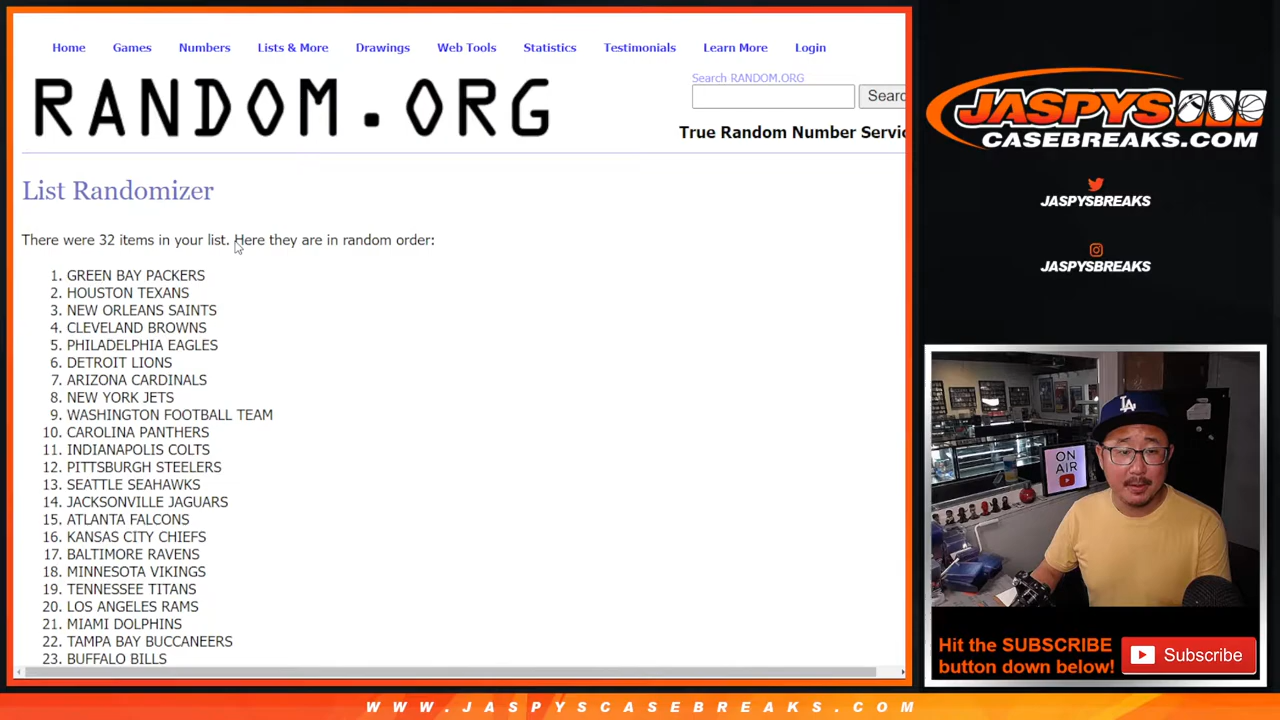 Home Games Numbers Lists & More Drawings Web Tools Statistics Testimonials Learn More Login
RANDOM.ORG
Search RANDOM.ORG
True Random Number
List Randomizer
There were 32 items in your list. Here they are in random order:
1. GREEN BAY PACKERS
2. HOUSTON TEXANS
3. NEW ORLEANS SAINTS
4. CLEVELAND BROWNS
5. PHILADELPHIA EAGLES
6. DETROIT LIONS
7. ARIZONA CARDINALS
8. NEW YORK JETS
9. WASHINGTON FOOTBALL TEAM
10. CAROLINA PANTHERS
11. INDIANAPOLIS COLTS
12. PITTSBURGH STEELERS
13. SEATTLE SEAHAWKS
14. JACKSONVILLE JAGUARS
15. ATLANTA FALCONS
16. KANSAS CITY CHIEFS
17. BALTIMORE RAVENS
18. MINNESOTA VIKINGS
19. TENNESSEE TITANS
20. LOS ANGELES RAMS
21. MIAMI DOLPHINS
22. TAMPA BAY BUCCANEERS
23. BUFFALO BILLS
JASPYS
CASEBREAKS.COM
JASPYSBREAKS
JASPYSBREAKS
LA
ON
AIR
Hit the SUBSCRIBE
button down below!
Subscribe
WWW.JASPYSCASEBREAKS.COM